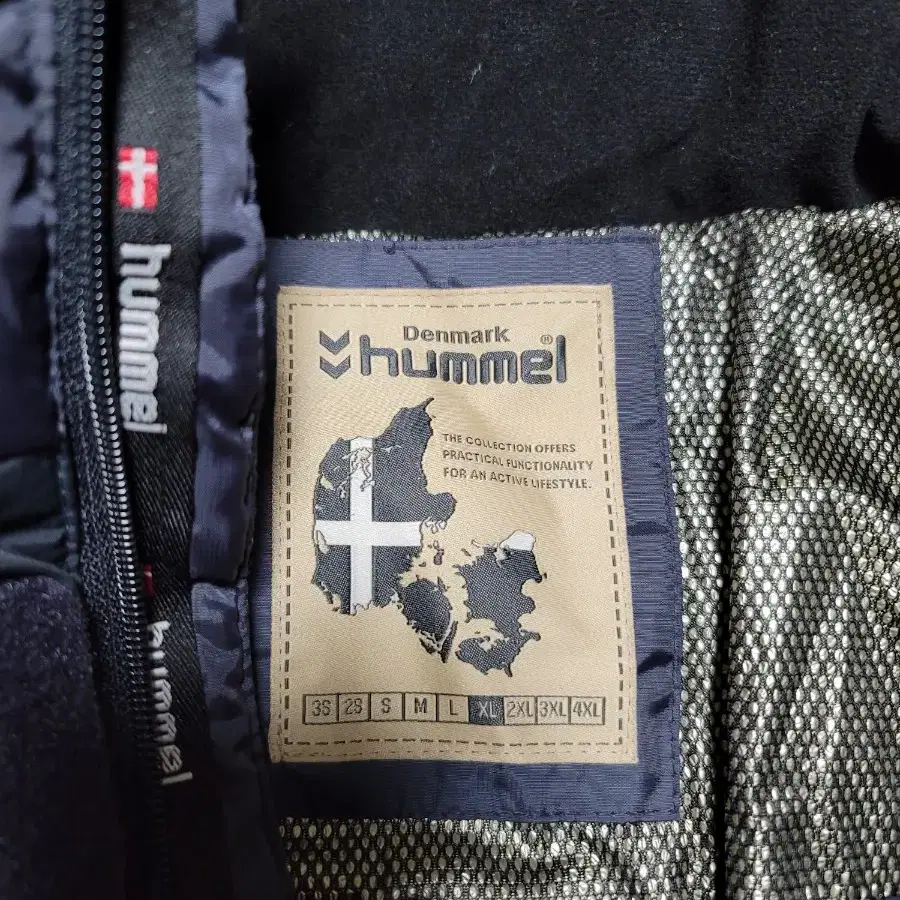 hummel
hummel
Denmark
hummel®
THE COLLECTION OFFERS
PRACTICAL FUNCTIONALITY
FOR AN ACTIVE LIFESTYLE.
3S 2S S M L XL 2XL 3XL 4XL